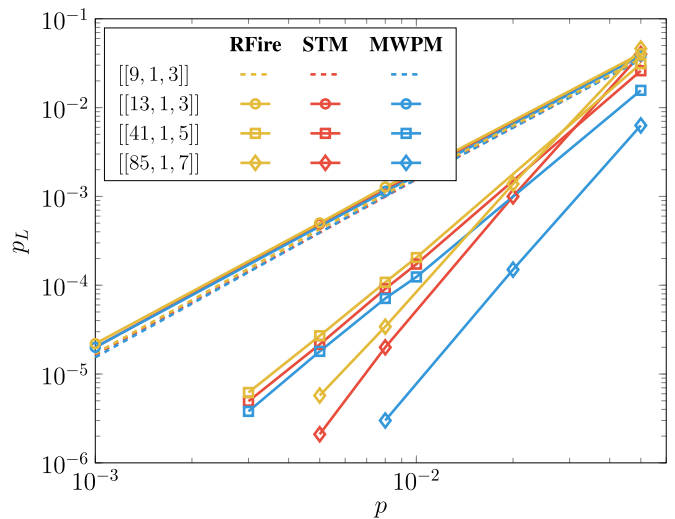 10⁻¹
RFire STM MWPM
[[9, 1, 3]]
[[13, 1, 3]]
[[41, 1, 5]]
[[85, 1, 7]]
10⁻²
10⁻³
p_L
10⁻⁴
10⁻⁵
10⁻⁶
10⁻³ 10⁻²
p